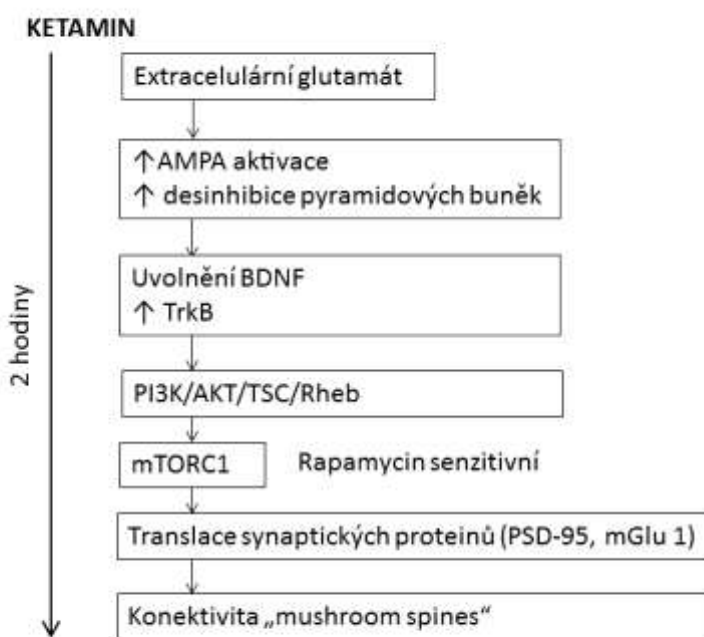 KETAMIN
Extracelulární glutamát
↑AMPA aktivace
↑ desinhibice pyramidových buněk
Uvolnění BDNF
↑ TrkB
2 hodiny
PI3K/AKT/TSC/Rheb
mTORC1 Rapamycin senzitivní
Translace synaptických proteinů (PSD-95, mGlu 1)
Konektivita „mushroom spines“